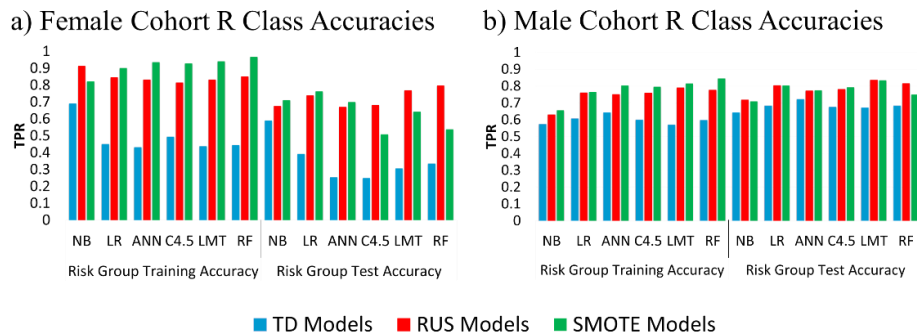 a) Female Cohort R Class Accuracies
1
0.9
0.8
0.7
0.6
0.5
0.4
0.3
0.2
0.1
0
TPR
NB LR ANN C4.5 LMT RF NB LR ANN C4.5 LMT RF
Risk Group Training Accuracy Risk Group Test Accuracy
b) Male Cohort R Class Accuracies
1
0.9
0.8
0.7
0.6
0.5
0.4
0.3
0.2
0.1
0
TPR
NB LR ANN C4.5 LMT RF NB LR ANN C4.5 LMT RF
Risk Group Training Accuracy Risk Group Test Accuracy
TD Models RUS Models SMOTE Models